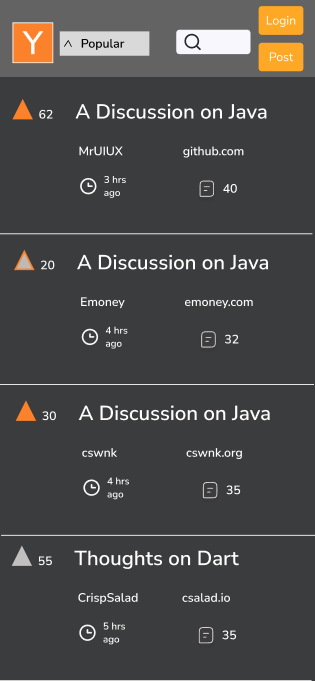 Login
Y Popular
Post
62 A Discussion on Java
MrUIUX github.com
3 hrs
ago
40
20 A Discussion on Java
Emoney emoney.com
4 hrs
ago
32
30 A Discussion on Java
cswnk cswnk.org
4 hrs
ago
35
55 Thoughts on Dart
CrispSalad csalad.io
5 hrs
ago
35